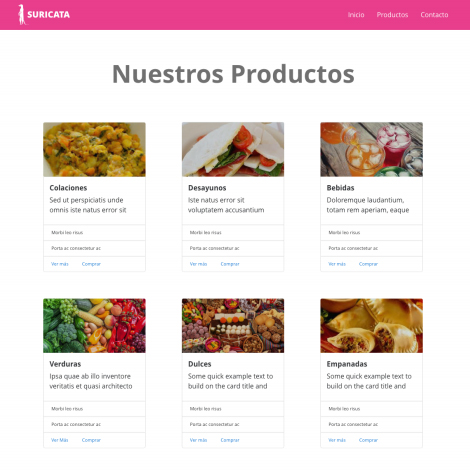 SURICATA
Inicio Productos Contacto
Nuestros Productos
Colaciones
Sed ut perspiciatis unde
omnis iste natus error sit
Morbi leo risus
Porta ac consectetur ac
Ver más Comprar
Desayunos
Iste natus error sit
voluptatem accusantium
Morbi leo risus
Porta ac consectetur ac
Ver más Comprar
Bebidas
Doloremque laudantium,
totam rem aperiam, eaque
Morbi leo risus
Porta ac consectetur ac
Ver más Comprar
Verduras
Ipsa quae ab illo inventore
veritatis et quasi architecto
Morbi leo risus
Porta ac consectetur ac
Ver Más Comprar
Dulces
Some quick example text to
build on the card title and
Morbi leo risus
Porta ac consectetur ac
Ver más Comprar
Empanadas
Some quick example text to
build on the card title and
Morbi leo risus
Porta ac consectetur ac
Ver más Comprar